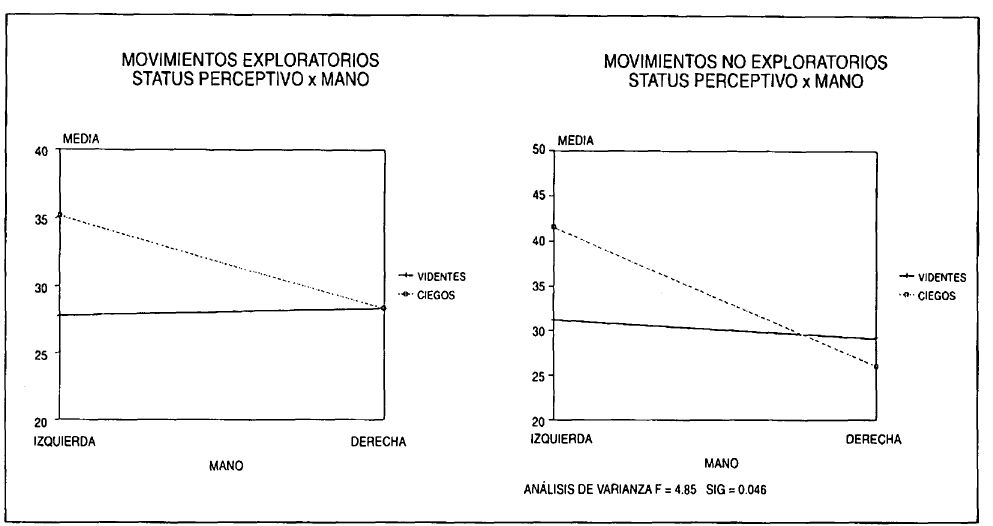 MOVIMIENTOS EXPLORATORIOS
STATUS PERCEPTIVO x MANO
MEDIA
40
35
30
25
20
IZQUIERDA
DERECHA
MANO
VIDENTES
CIEGOS
MOVIMIENTOS NO EXPLORATORIOS
STATUS PERCEPTIVO x MANO
MEDIA
50
45
40
35
30
25
20
IZQUIERDA
DERECHA
MANO
VIDENTES
CIEGOS
ANÁLISIS DE VARIANZA F = 4.85 SIG = 0.046